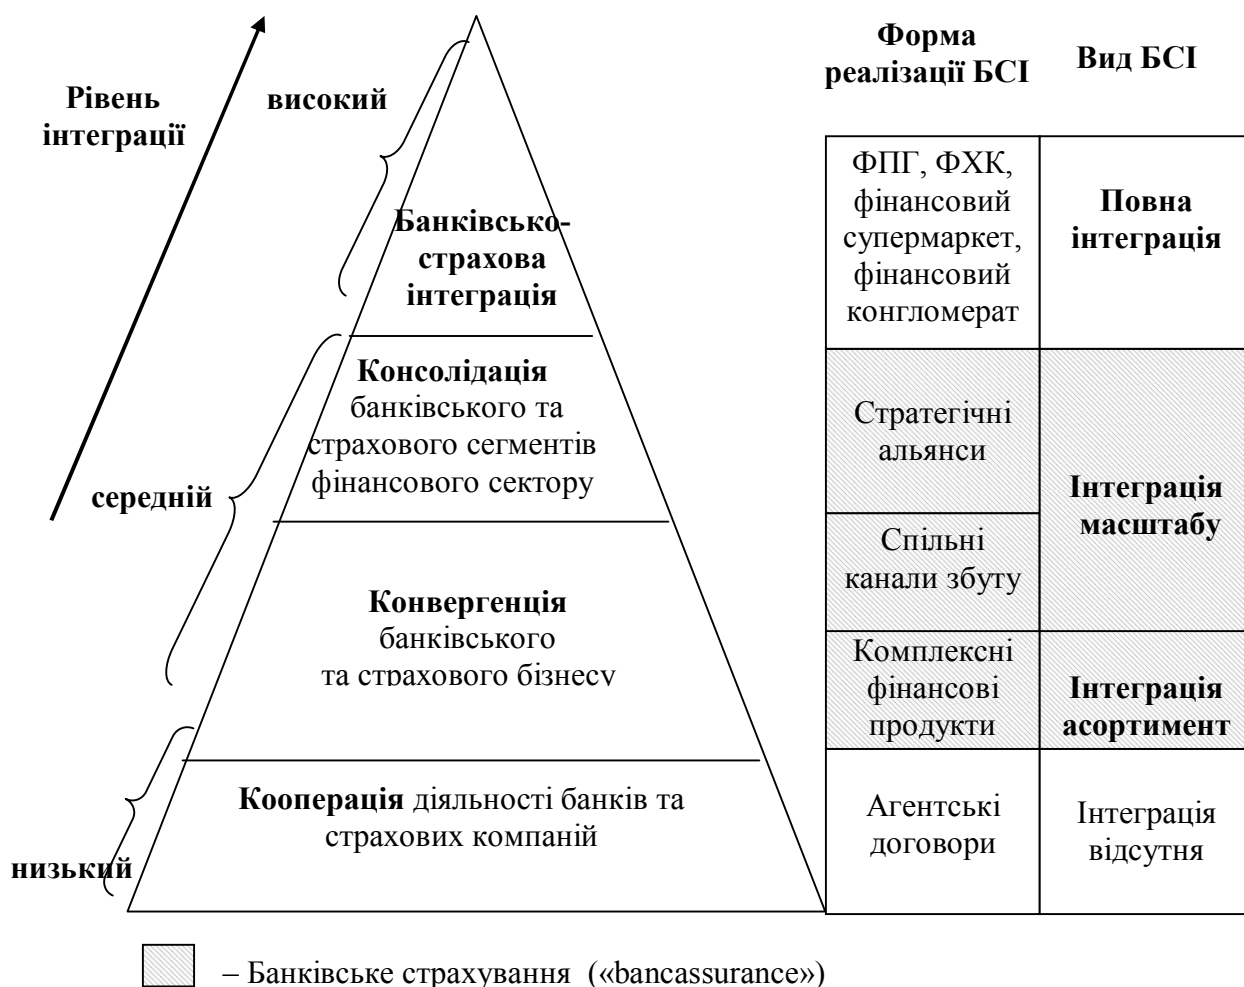 Рівень
інтеграції
високий
Банківсько-
страхова
інтеграція
середній
Консолідація
банківського та
страхового сегментів
фінансового сектору
Конвергенція
банківського
та страхового бізнесу
низький
Кооперація діяльності банків та
страхових компаній
Форма
реалізації БСІ
Вид БСІ
ФПГ, ФХК,
фінансовий
супермаркет,
фінансовий
конгломерат
Повна
інтеграція
Стратегічні
альянси
Інтеграція
масштабу
Спільні
канали збуту
Комплексні
фінансові
продукти
Інтеграція
асортимент
Агентські
договори
Інтеграція
відсутня
– Банківське страхування («bancassurance»)